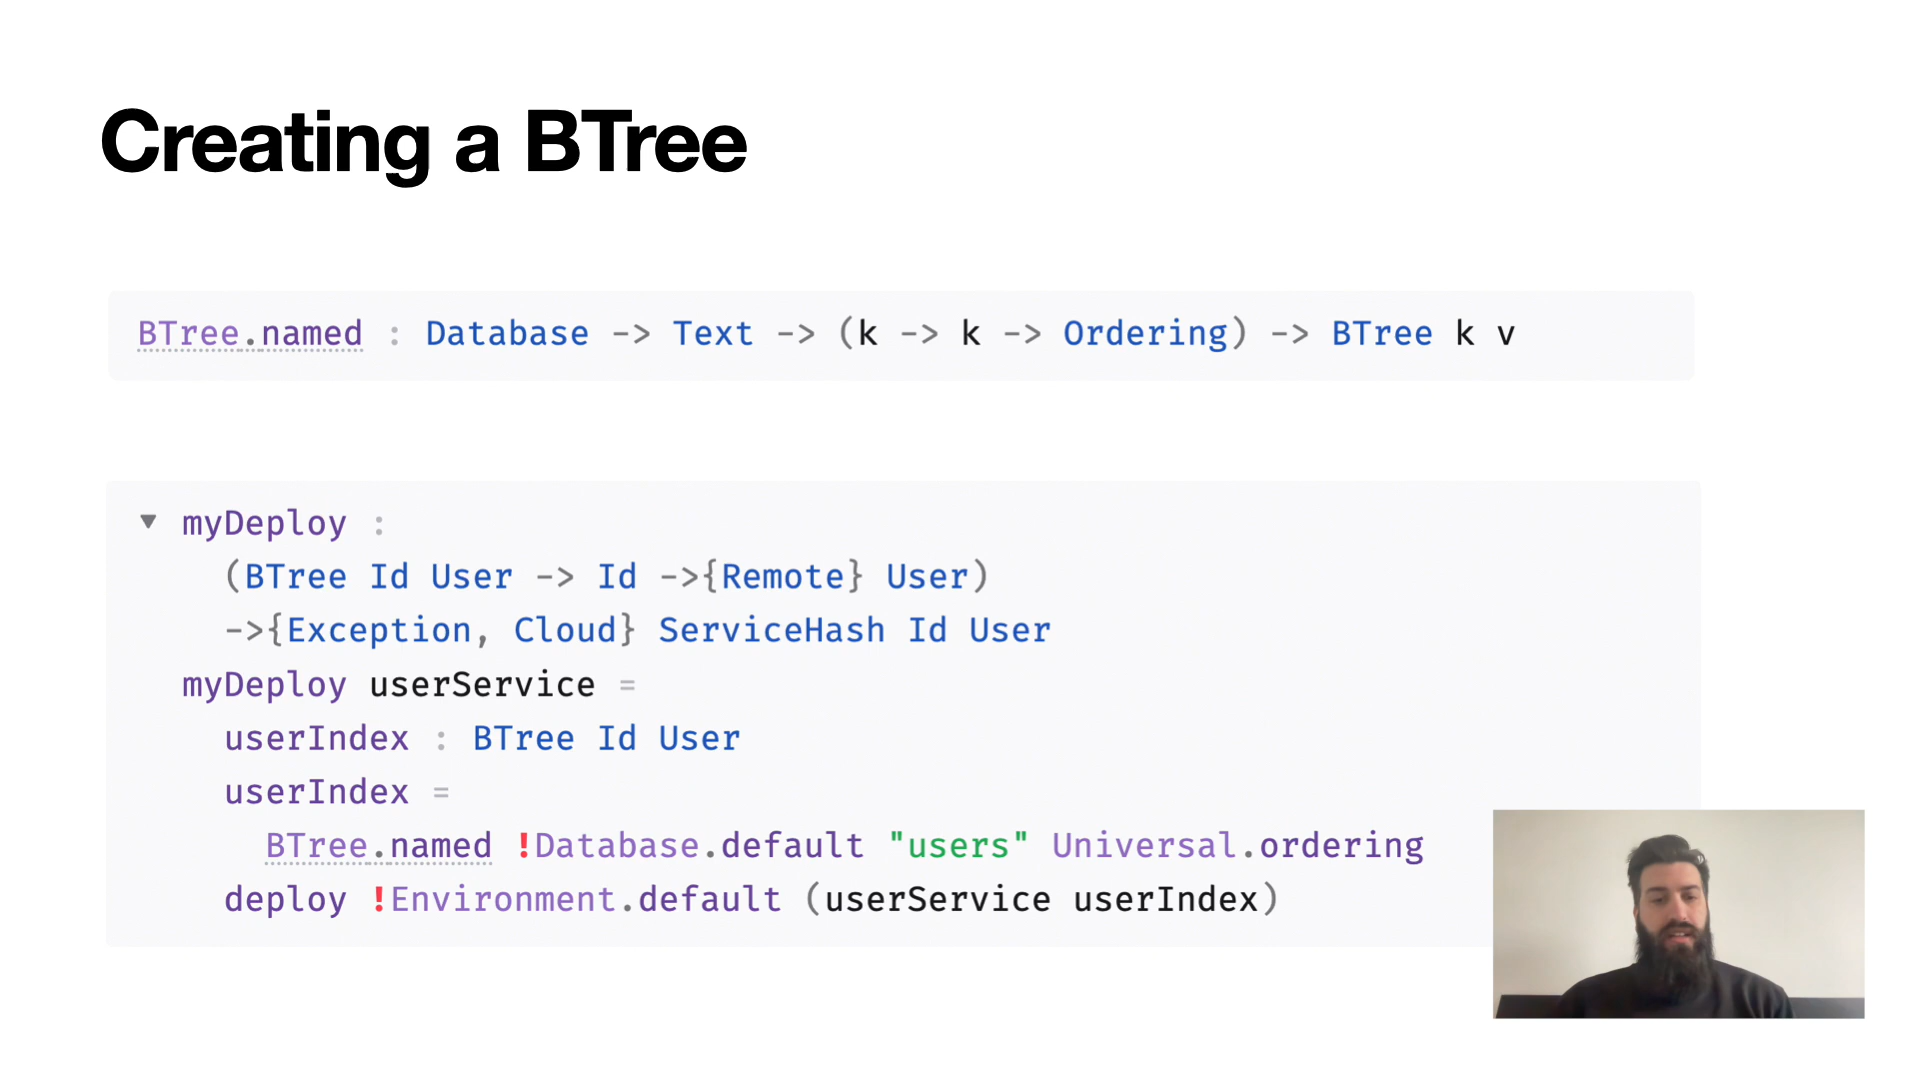 Creating a BTree
BTree.named : Database -> Text -> (k -> k -> Ordering) -> BTree k v
▼ myDeploy :
(BTree Id User -> Id ->{Remote} User)
->{Exception, Cloud} ServiceHash Id User
myDeploy userService =
userIndex : BTree Id User
userIndex =
BTree.named !Database.default "users" Universal.ordering
deploy !Environment.default (userService userIndex)